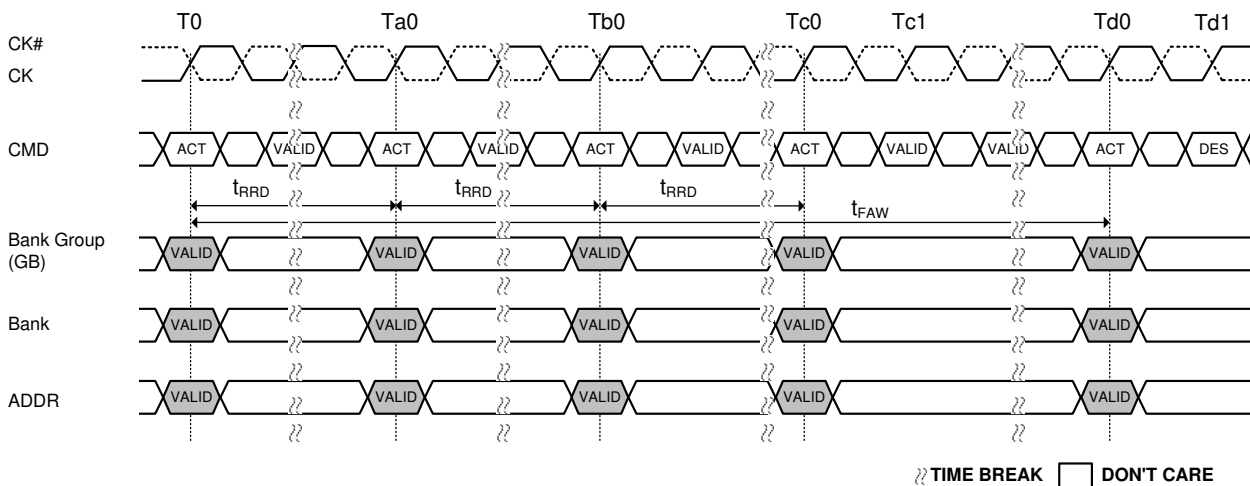 T0 Ta0 Tb0 Tc0 Tc1 Td0 Td1
CK#
CK
CMD ACT VALID ACT VALID ACT VALID ACT VALID VALID ACT DES
tRRD tRRD tRRD
tFAW
Bank Group
(GB)
VALID VALID VALID VALID VALID
Bank VALID VALID VALID VALID VALID
ADDR VALID VALID VALID VALID VALID
TIME BREAK DON'T CARE